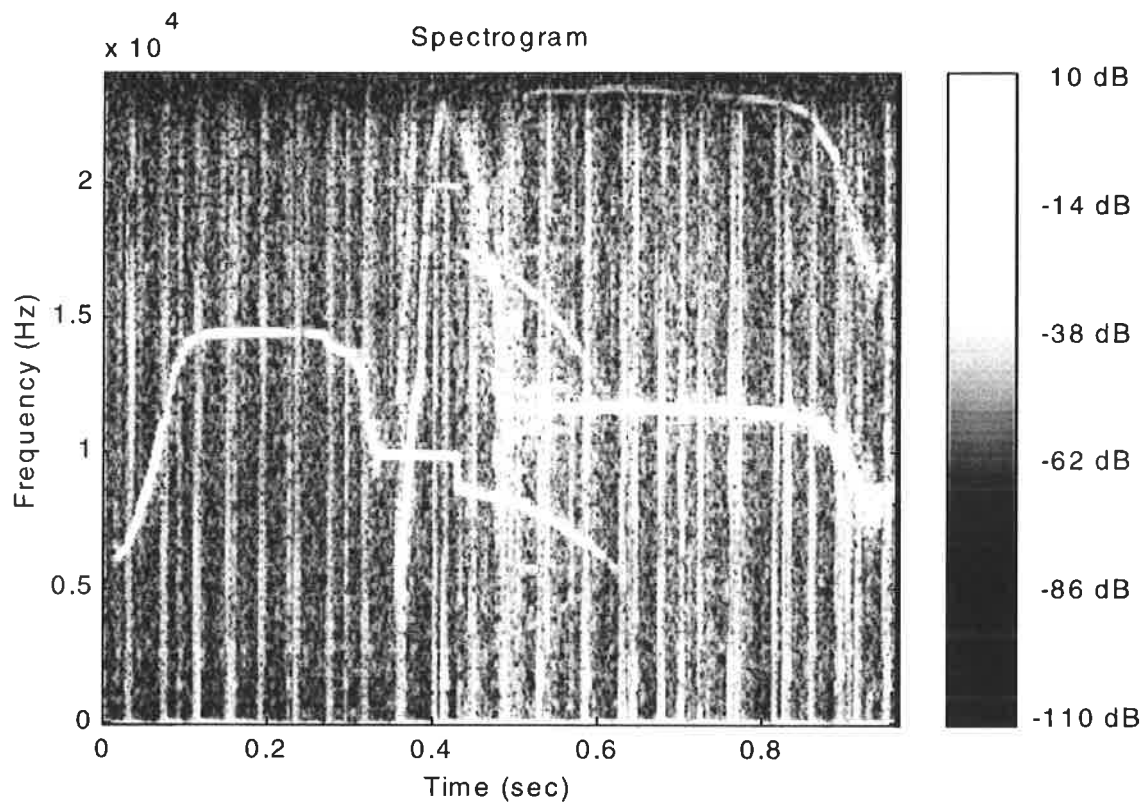 Spectrogram
x 10 4
2
1.5
1
0.5
0
0 0.2 0.4 0.6 0.8
Frequency (Hz)
Time (sec)
10 dB
-14 dB
-38 dB
-62 dB
-86 dB
-110 dB